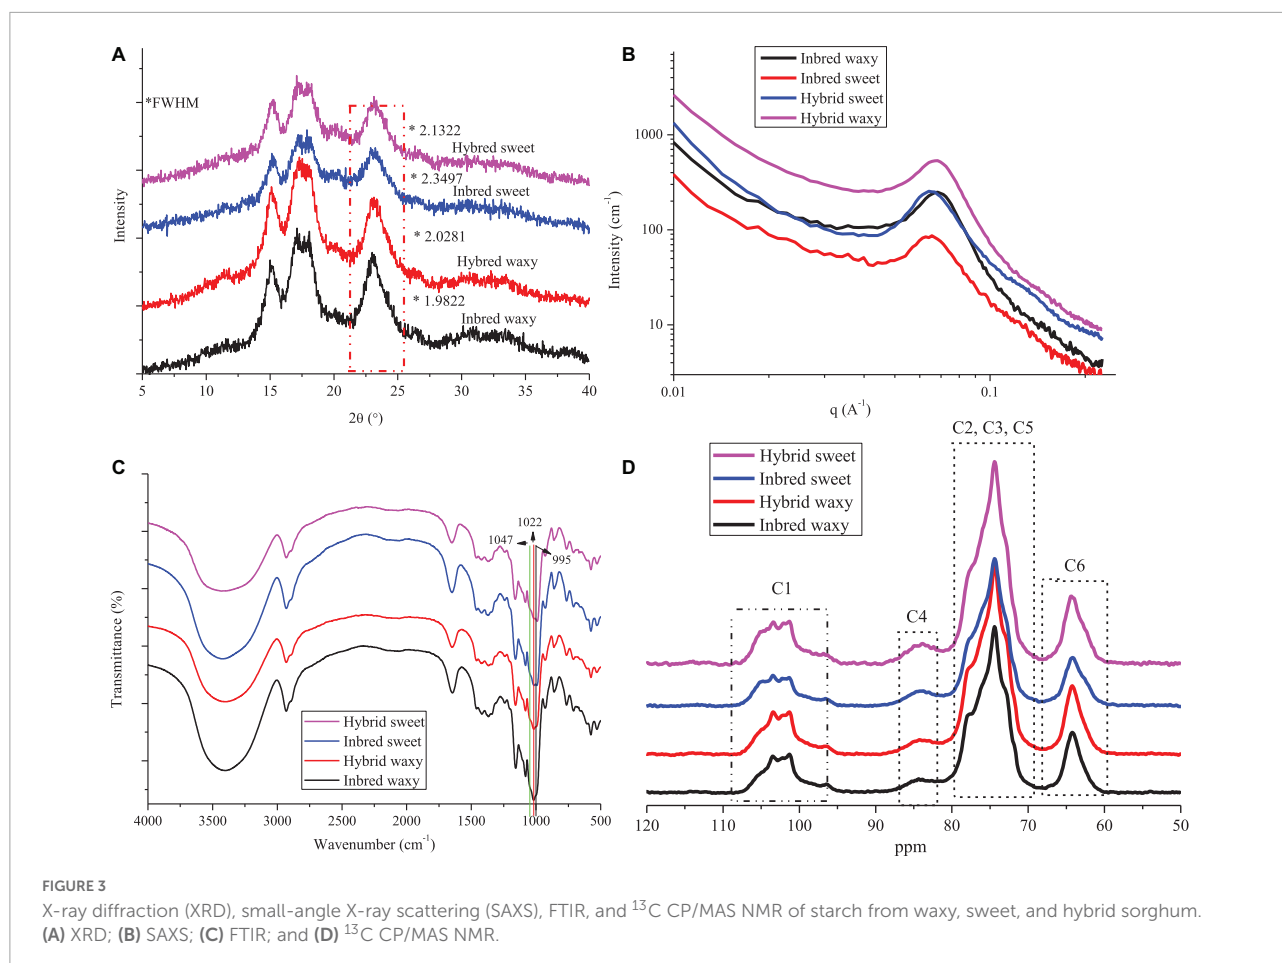 A
*FWHM
* 2.1322
Hybred sweet
* 2.3497
Inbred sweet
* 2.0281
Hybred waxy
* 1.9822
Inbred waxy
Intensity
5 10 15 20 25 30 35 40
2θ (°)
B
Inbred waxy
Inbred sweet
Hybred sweet
Hybred waxy
1000
100
10
Intensity (cm-1)
0.01 0.1
q (A-1)
C
1022
1047
995
Transmittance (%)
Hybrid sweet
Inbred sweet
Hybrid waxy
Inbred waxy
4000 3500 3000 2500 2000 1500 1000 500
Wavenumber (cm-1)
D
Hybrid sweet
Inbred sweet
Hybrid waxy
Inbred waxy
C2, C3, C5
C1
C4
C6
120 110 100 90 80 70 60 50
ppm
FIGURE 3
X-ray diffraction (XRD), small-angle X-ray scattering (SAXS), FTIR, and 13C CP/MAS NMR of starch from waxy, sweet, and hybrid sorghum.
(A) XRD; (B) SAXS; (C) FTIR; and (D) 13C CP/MAS NMR.